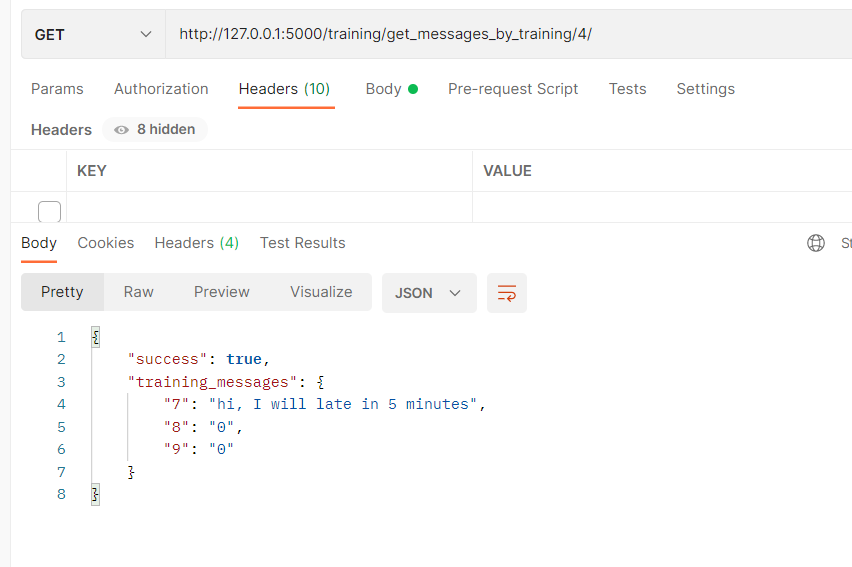 GET http://127.0.0.1:5000/training/get_messages_by_training/4/
Params Authorization Headers (10) Body Pre-request Script Tests Settings
Headers 8 hidden
KEY VALUE
Body Cookies Headers (4) Test Results
Pretty Raw Preview Visualize JSON
1 {
2 "success": true,
3 "training_messages": {
4 "7": "hi, I will late in 5 minutes",
5 "8": "0",
6 "9": "0"
7 }
8 }